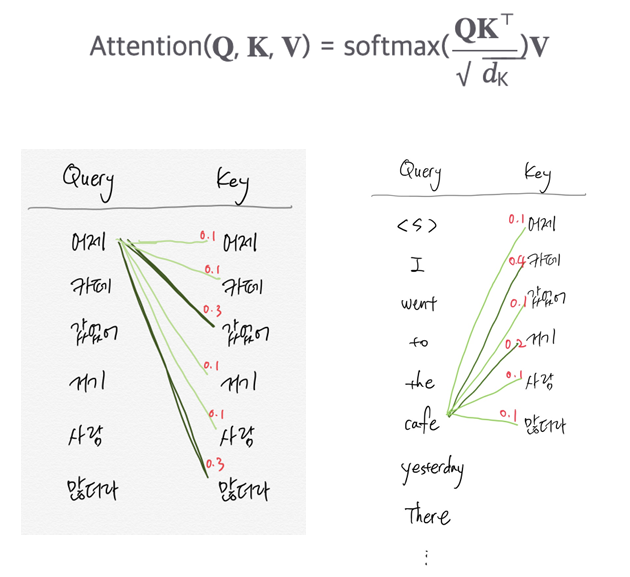 Attention(Q, K, V) = softmax(QK⊤/√d_K)V
Query Key
어제 0.1 어제
카페 0.1 카페
갔었어 0.3 갔었어
거기 0.1 거기
사람 0.1 사람
많더라 0.3 많더라
Query Key
<s> 0.1 어제
I 0.4 카페
went 0.1 갔었어
to 0.2 거기
the 0.1 사람
cafe 0.1 많더라
yesterday
There
⋮